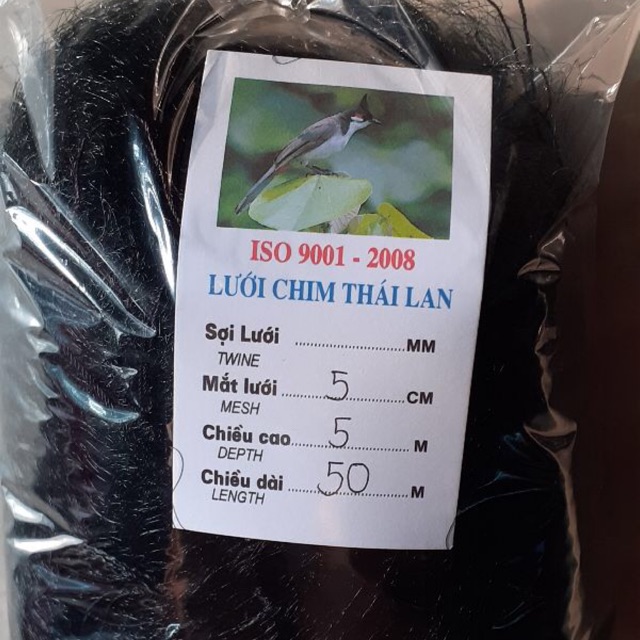 ISO 9001 - 2008
LƯỚI CHIM THÁI LAN
Sợi Lưới ........................ MM
TWINE
Mắt lưới ........5............ CM
MESH
Chiều cao........5............ M
DEPTH
Chiều dài ......50............ M
LENGTH